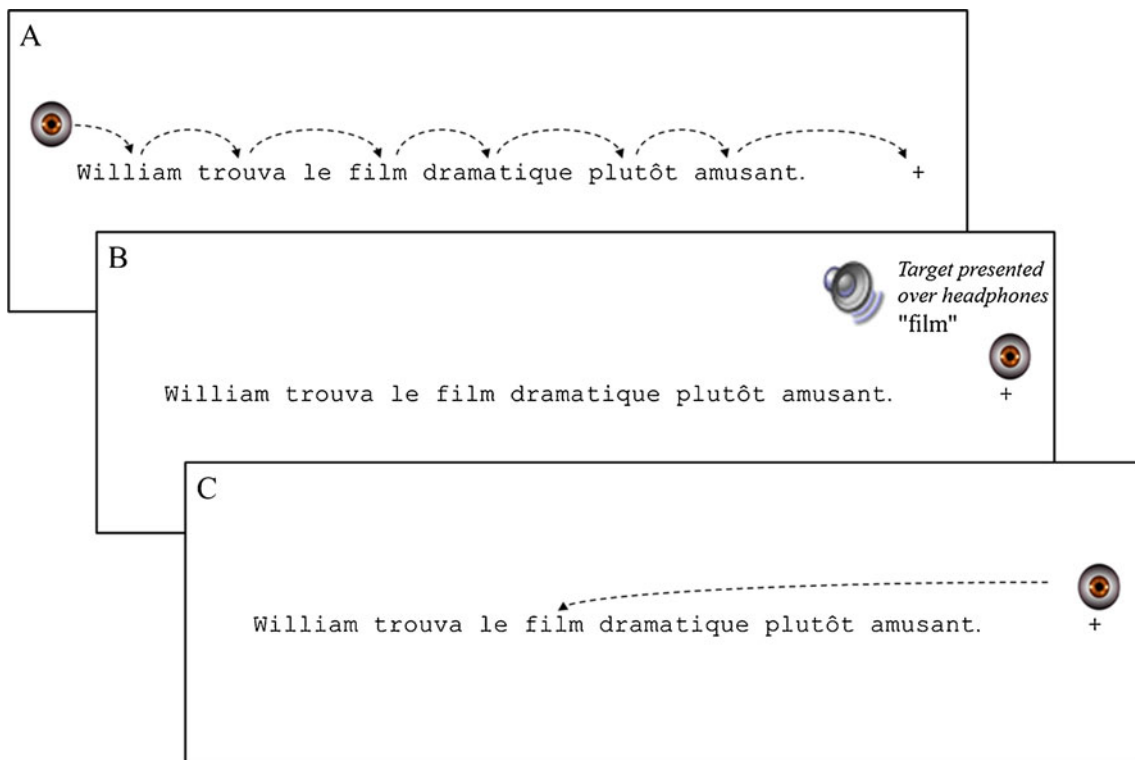 A
William trouva le film dramatique plutôt amusant. +
B
Target presented
over headphones
"film"
William trouva le film dramatique plutôt amusant. +
C
William trouva le film dramatique plutôt amusant. +